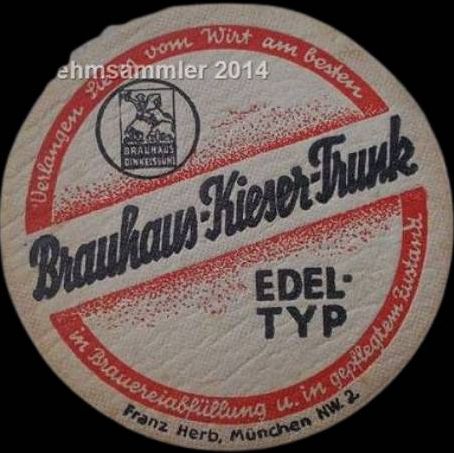 ehmsammler 2014
Verlangen Sie vom Wirt am besten
BRAUHAUS
DINKELSBÜHL
Brauhaus-Kieser-Trunk
EDEL-
TYP
in Brauereiabfüllung u. in gepflegtem Zustand
Franz Herb, München NW. 2.